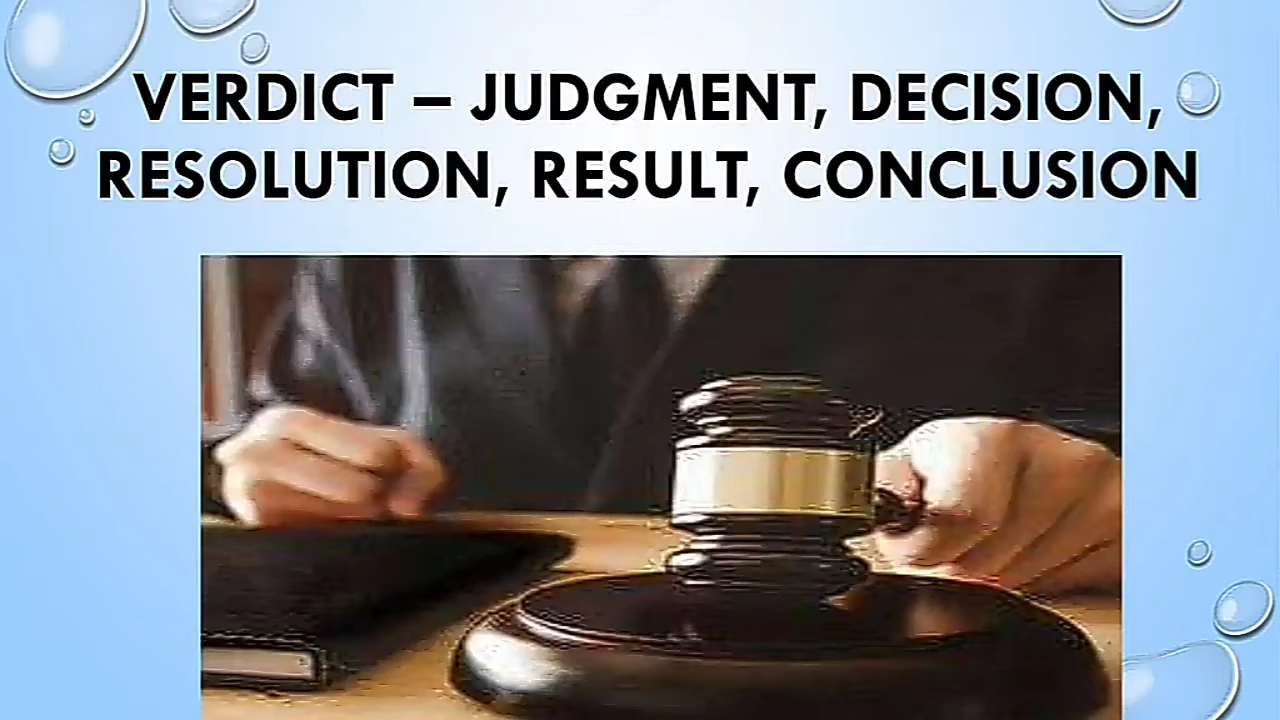 VERDICT – JUDGMENT, DECISION,
RESOLUTION, RESULT, CONCLUSION